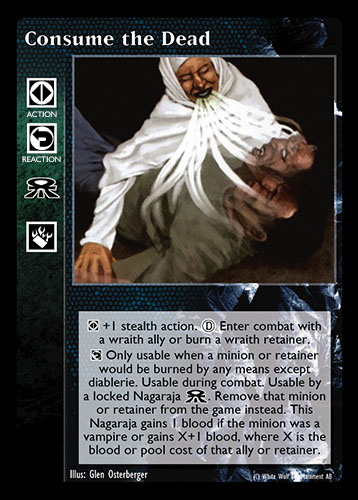 Consume the Dead
ACTION
REACTION
+1 stealth action. Ⓓ Enter combat with
a wraith ally or burn a wraith retainer.
Only usable when a minion or retainer
would be burned by any means except
diablerie. Usable during combat. Usable by
a locked Nagaraja . Remove that minion
or retainer from the game instead. This
Nagaraja gains 1 blood if the minion was a
vampire or gains X+1 blood, where X is the
blood or pool cost of that ally or retainer.
Illus: Glen Osterberger
(C) White Wolf Entertainment AB